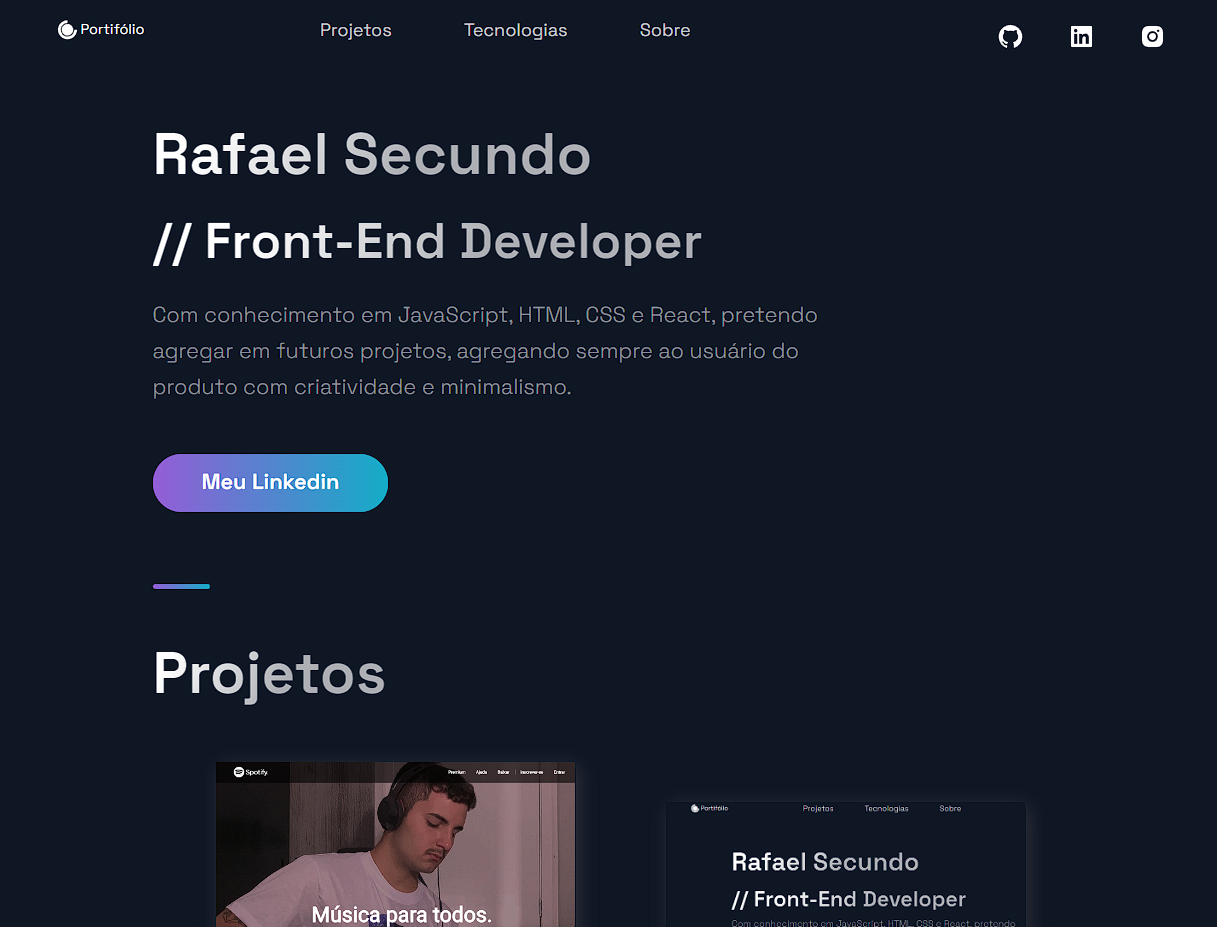 Portifólio
Projetos
Tecnologias
Sobre
Rafael Secundo
// Front-End Developer
Com conhecimento em JavaScript, HTML, CSS e React, pretendo
agregar em futuros projetos, agregando sempre ao usuário do
produto com criatividade e minimalismo.
Meu Linkedin
Projetos
Spotify
Premium
Ajuda
Baixar
Inscrever-se
Entrar
Música para todos.
Portifólio
Projetos
Tecnologias
Sobre
Rafael Secundo
// Front-End Developer
Com conhecimento em JavaScript, HTML, CSS e React, pretendo